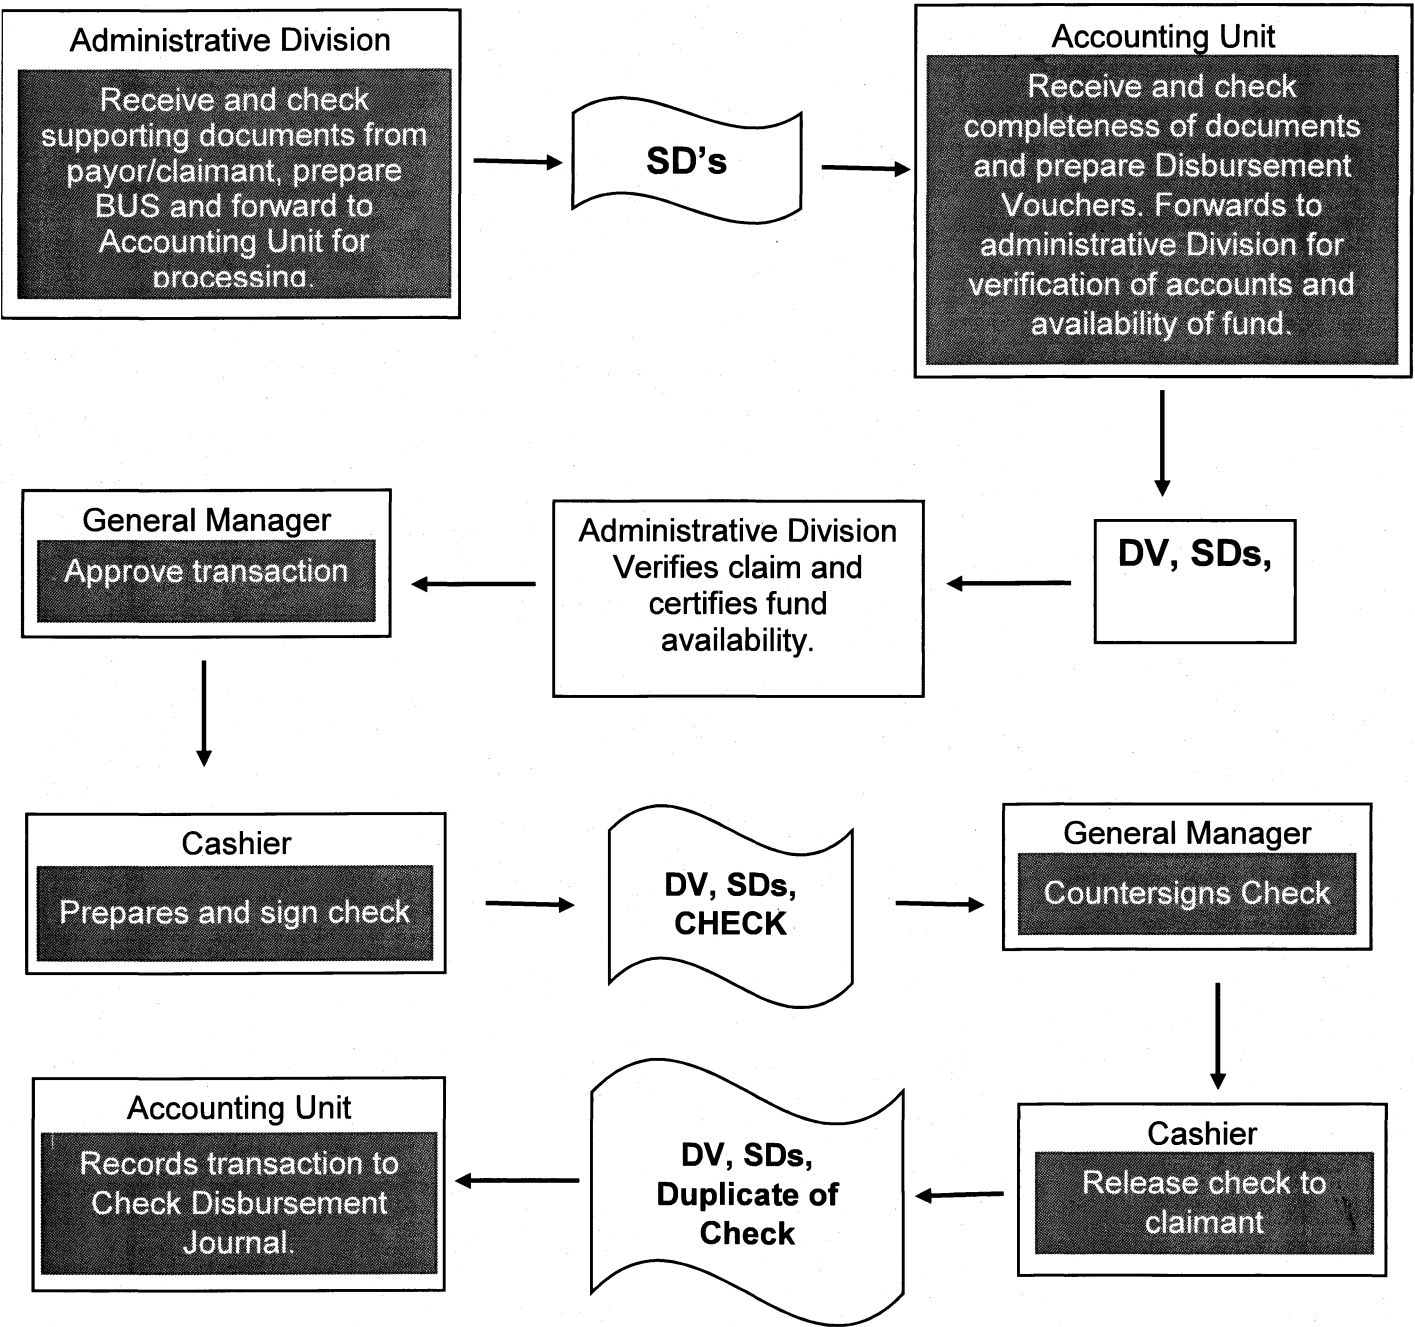 Administrative Division
Receive and check
supporting documents from
payor/claimant, prepare
BUS and forward to
Accounting Unit for
processing.
SD's
Accounting Unit
Receive and check
completeness of documents
and prepare Disbursement
Vouchers. Forwards to
administrative Division for
verification of accounts and
availability of fund.
DV, SDs,
Administrative Division
Verifies claim and
certifies fund
availability.
General Manager
Approve transaction
Cashier
Prepares and sign check
DV, SDs,
CHECK
General Manager
Countersigns Check
Cashier
Release check to
claimant
DV, SDs,
Duplicate of
Check
Accounting Unit
Records transaction to
Check Disbursement
Journal.